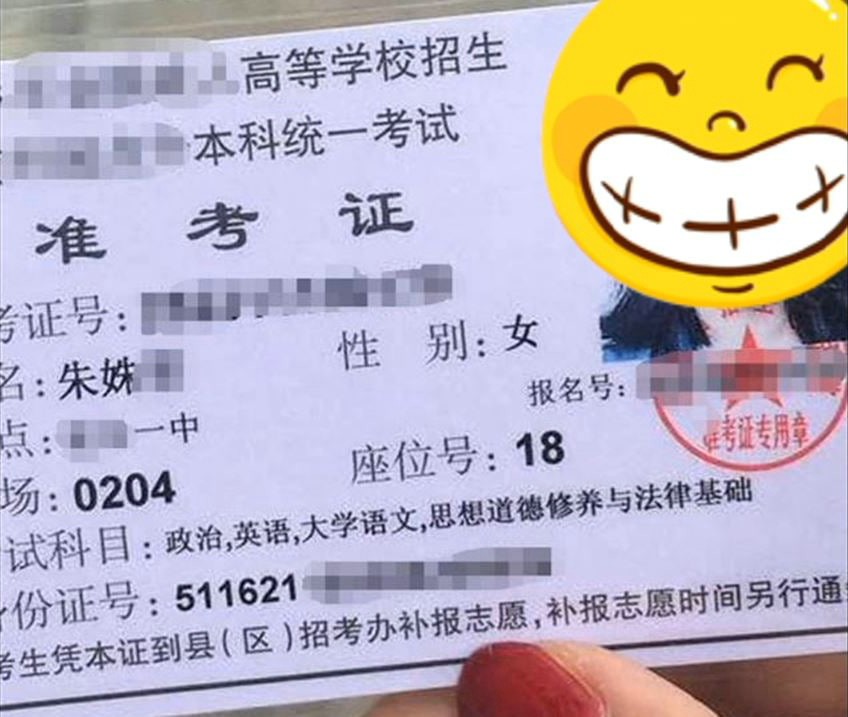 高等学校招生
本科统一考试
准 考 证
考证号:
名: 朱姝
性 别: 女
报名号:
点: 一中
准考证专用章
场: 0204
座位号: 18
试科目: 政治,英语,大学语文,思想道德修养与法律基础
份证号: 511621
考生凭本证到县(区)招考办补报志愿,补报志愿时间另行通